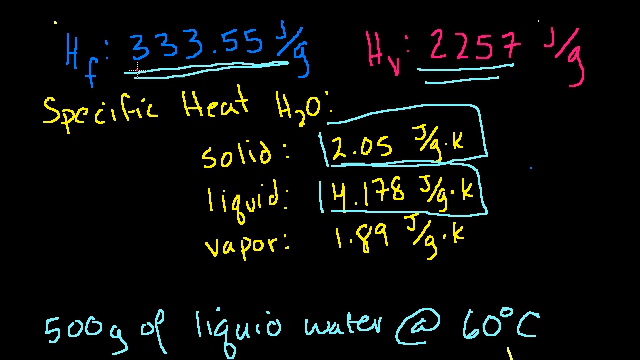 Hf: 333.55 J/g Hv: 2257 J/g
Specific Heat H₂O:
solid: 2.05 J/g·k
liquid: 4.178 J/g·k
vapor: 1.89 J/g·k
500g of liquid water @ 60°C